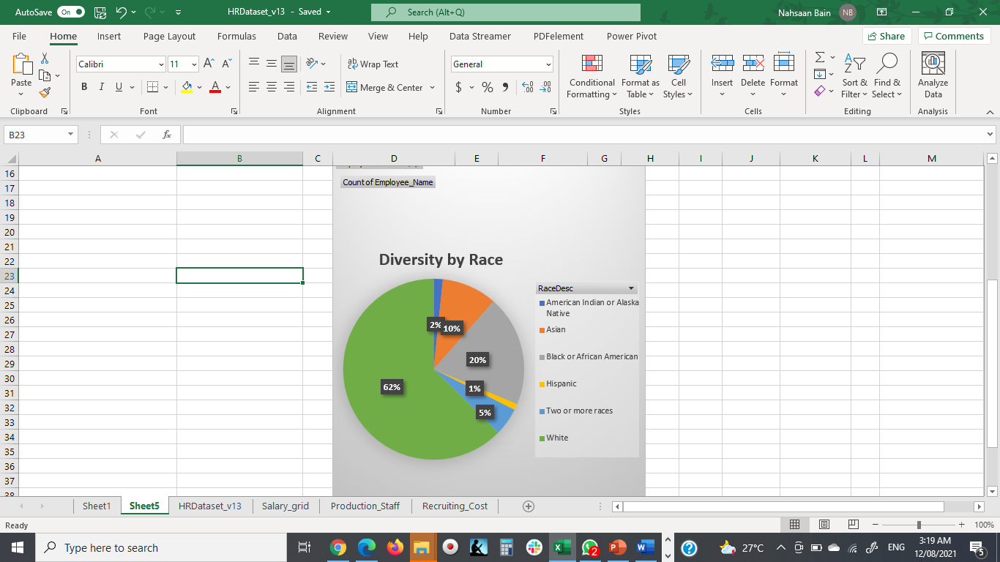 AutoSave On HRDataset_v13 - Saved Search (Alt+Q) Nahsaan Bain NB
File Home Insert Page Layout Formulas Data Review View Help Data Streamer PDFelement Power Pivot Share Comments
Calibri 11 Wrap Text General
Paste B I U A Merge & Center $ % Conditional Formatting Format as Table Cell Styles Insert Delete Format Sort & Filter Find & Select Analyze Data
Clipboard Font Alignment Number Styles Cells Editing Analysis
B23 fx
A B C D E F G H I J K L M
16
17 Count of Employee_Name
18
19
20
21
22 Diversity by Race
23
24 RaceDesc
25 American Indian or Alaska
Native
26 2% 10% Asian
27
28 20% Black or African American
29
30 62% 1% Hispanic
31
32 5% Two or more races
33
34 White
35
36
37
38
Sheet1 Sheet5 HRDataset_v13 Salary_grid Production_Staff Recruiting_Cost
Ready 100%
Type here to search 2 27°C ENG 3:19 AM
12/08/2021 5